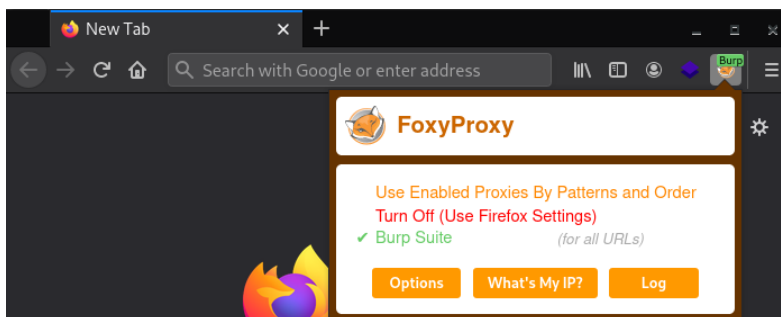 New Tab
Search with Google or enter address
Burp
FoxyProxy
Use Enabled Proxies By Patterns and Order
Turn Off (Use Firefox Settings)
✔ Burp Suite (for all URLs)
Options What's My IP? Log